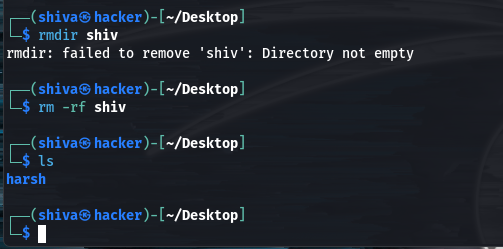 ┌──(shiva㉿hacker)-[~/Desktop]
└─$ rmdir shiv
rmdir: failed to remove 'shiv': Directory not empty
┌──(shiva㉿hacker)-[~/Desktop]
└─$ rm -rf shiv
┌──(shiva㉿hacker)-[~/Desktop]
└─$ ls
harsh
┌──(shiva㉿hacker)-[~/Desktop]
└─$